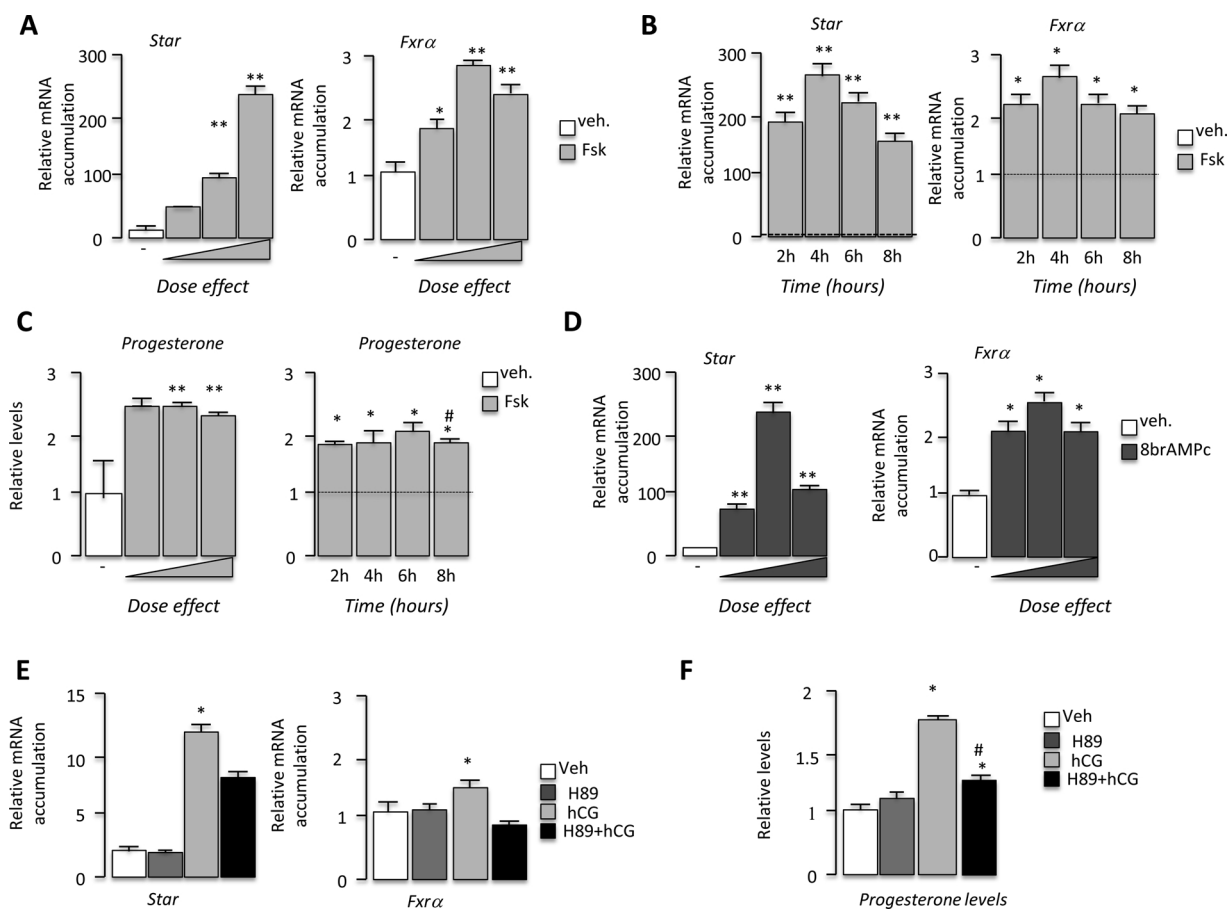 A
Star
Relative mRNA
accumulation
300
200
100
0
**
**
-
Dose effect
Fxrα
Relative mRNA
accumulation
3
2
1
0
*
**
**
-
Dose effect
veh.
Fsk
B
Star
Relative mRNA
accumulation
300
200
100
0
**
**
**
**
2h 4h 6h 8h
Time (hours)
Fxrα
Relative mRNA
accumulation
3
2
1
0
*
*
*
*
2h 4h 6h 8h
Time (hours)
veh.
Fsk
C
Progesterone
Relative levels
3
2
1
0
** **
-
Dose effect
Progesterone
3
2
1
0
* * * #
*
2h 4h 6h 8h
Time (hours)
veh.
Fsk
D
Star
Relative mRNA
accumulation
300
200
100
0
**
**
**
-
Dose effect
Fxrα
Relative mRNA
accumulation
3
2
1
0
*
*
*
-
Dose effect
veh.
8brAMPc
E
Relative mRNA
accumulation
15
10
5
0
*
Star
Relative mRNA
accumulation
3
2
1
0
*
Fxrα
Veh
H89
hCG
H89+hCG
F
Relative levels
2
1.5
1
0
*
#
*
Progesterone levels
Veh
H89
hCG
H89+hCG